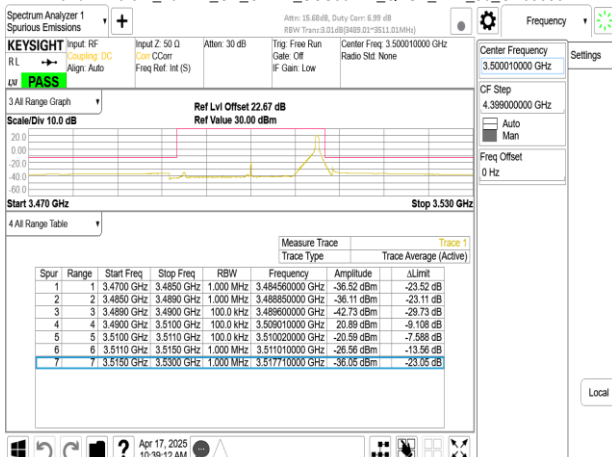 Spectrum Analyzer 1
Spurious Emissions
Attn: 15.68dB, Duty Corr: 6.99 dB
RBW Trans:3.01dB(3489.01~3511.01MHz)
Frequency
KEYSIGHT
Input: RF
Coupling: DC
Align: Auto
Input Z: 50 Ω
Corr CCorr
Freq Ref: Int (S)
Atten: 30 dB
Trig: Free Run
Gate: Off
IF Gain: Low
Center Freq: 3.500010000 GHz
Radio Std: None
RL
LXI
PASS
Center Frequency
3.500010000 GHz
Settings
CF Step
4.399000000 GHz
Auto
Man
Freq Offset
0 Hz
3 All Range Graph
Scale/Div 10.0 dB
Ref Lvl Offset 22.67 dB
Ref Value 30.00 dBm
20.0
0.00
-20.0
-40.0
-60.0
Start 3.470 GHz
Stop 3.530 GHz
4 All Range Table
Measure Trace Trace 1
Trace Type Trace Average (Active)
Spur Range Start Freq Stop Freq RBW Frequency Amplitude ΔLimit
1 1 3.4700 GHz 3.4850 GHz 1.000 MHz 3.484560000 GHz -36.52 dBm -23.52 dB
2 2 3.4850 GHz 3.4890 GHz 1.000 MHz 3.488850000 GHz -36.11 dBm -23.11 dB
3 3 3.4890 GHz 3.4900 GHz 100.0 kHz 3.489600000 GHz -42.73 dBm -29.73 dB
4 4 3.4900 GHz 3.5100 GHz 100.0 kHz 3.509010000 GHz 20.89 dBm -9.108 dB
5 5 3.5100 GHz 3.5110 GHz 100.0 kHz 3.510020000 GHz -20.59 dBm -7.588 dB
6 6 3.5110 GHz 3.5150 GHz 1.000 MHz 3.511010000 GHz -26.56 dBm -13.56 dB
7 7 3.5150 GHz 3.5300 GHz 1.000 MHz 3.517710000 GHz -36.05 dBm -23.05 dB
Local
Apr 17, 2025
10:39:12 AM